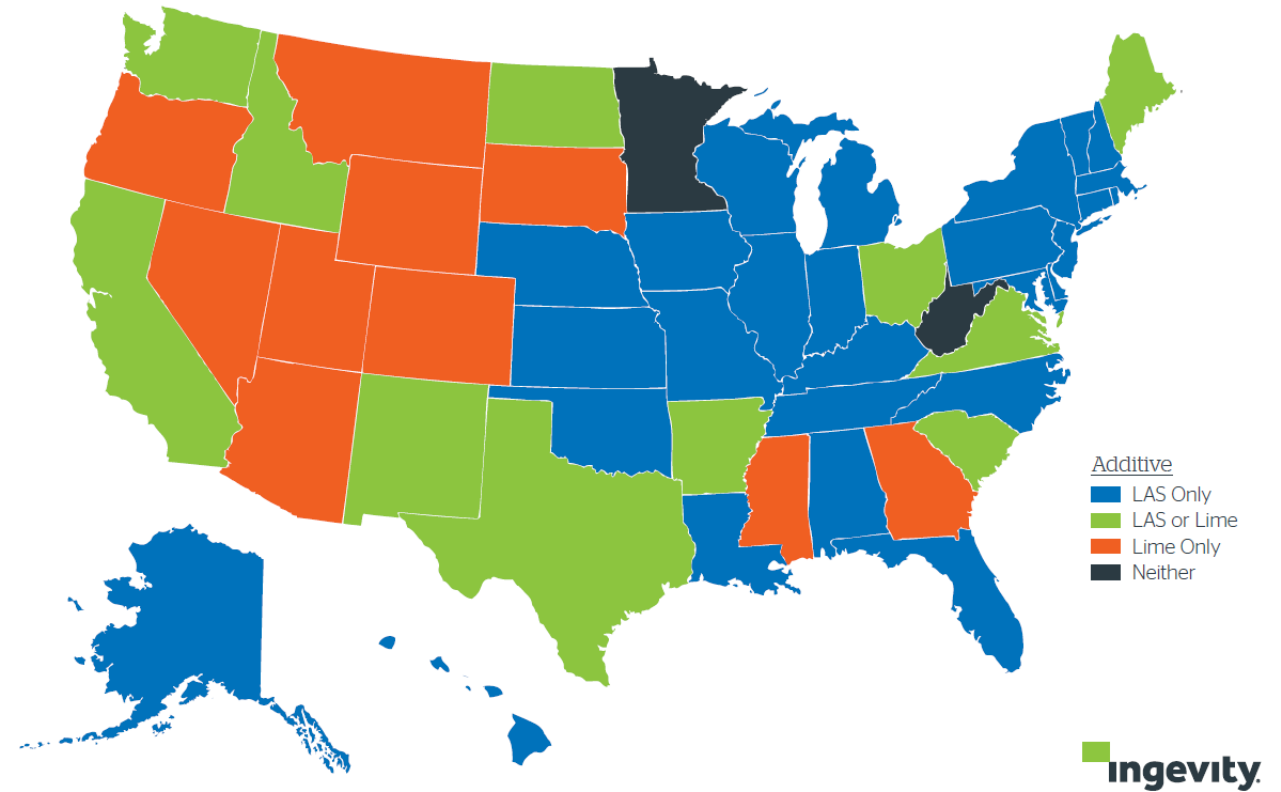 Additive
LAS Only
LAS or Lime
Lime Only
Neither
ingevity.